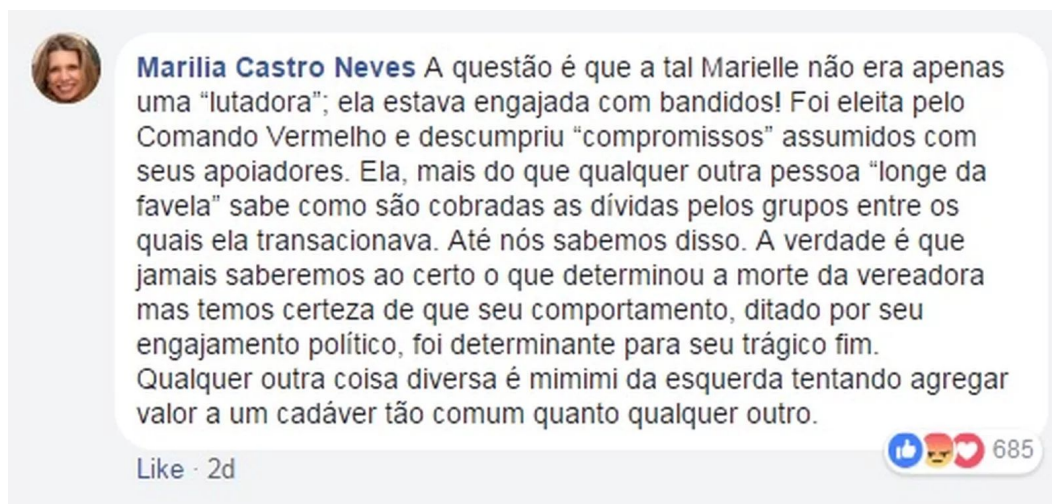 Marilia Castro Neves A questão é que a tal Marielle não era apenas
uma “lutadora”; ela estava engajada com bandidos! Foi eleita pelo
Comando Vermelho e descumpriu “compromissos” assumidos com
seus apoiadores. Ela, mais do que qualquer outra pessoa “longe da
favela” sabe como são cobradas as dívidas pelos grupos entre os
quais ela transacionava. Até nós sabemos disso. A verdade é que
jamais saberemos ao certo o que determinou a morte da vereadora
mas temos certeza de que seu comportamento, ditado por seu
engajamento político, foi determinante para seu trágico fim.
Qualquer outra coisa diversa é mimimi da esquerda tentando agregar
valor a um cadáver tão comum quanto qualquer outro.
685
Like · 2d